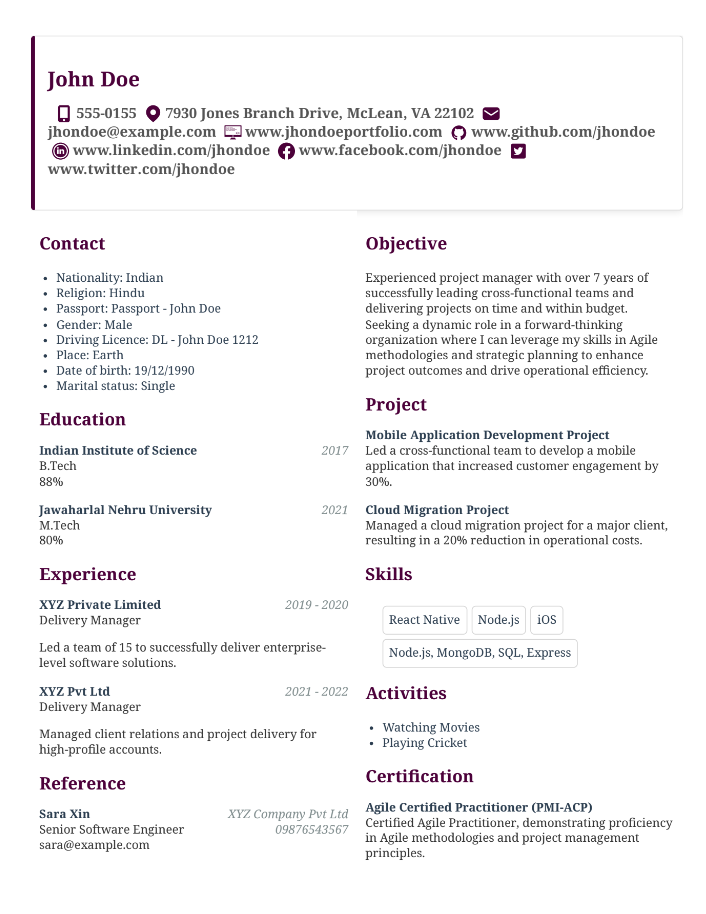 John Doe
555-0155 7930 Jones Branch Drive, McLean, VA 22102
jhondoe@example.com www.jhondoeportfolio.com www.github.com/jhondoe
www.linkedin.com/jhondoe www.facebook.com/jhondoe
www.twitter.com/jhondoe
Contact
• Nationality: Indian
• Religion: Hindu
• Passport: Passport - John Doe
• Gender: Male
• Driving Licence: DL - John Doe 1212
• Place: Earth
• Date of birth: 19/12/1990
• Marital status: Single
Education
Indian Institute of Science 2017
B.Tech
88%
Jawaharlal Nehru University 2021
M.Tech
80%
Experience
XYZ Private Limited 2019 - 2020
Delivery Manager
Led a team of 15 to successfully deliver enterprise-
level software solutions.
XYZ Pvt Ltd 2021 - 2022
Delivery Manager
Managed client relations and project delivery for
high-profile accounts.
Reference
Sara Xin XYZ Company Pvt Ltd
Senior Software Engineer 09876543567
sara@example.com
Objective
Experienced project manager with over 7 years of
successfully leading cross-functional teams and
delivering projects on time and within budget.
Seeking a dynamic role in a forward-thinking
organization where I can leverage my skills in Agile
methodologies and strategic planning to enhance
project outcomes and drive operational efficiency.
Project
Mobile Application Development Project
Led a cross-functional team to develop a mobile
application that increased customer engagement by
30%.
Cloud Migration Project
Managed a cloud migration project for a major client,
resulting in a 20% reduction in operational costs.
Skills
React Native Node.js iOS
Node.js, MongoDB, SQL, Express
Activities
• Watching Movies
• Playing Cricket
Certification
Agile Certified Practitioner (PMI-ACP)
Certified Agile Practitioner, demonstrating proficiency
in Agile methodologies and project management
principles.